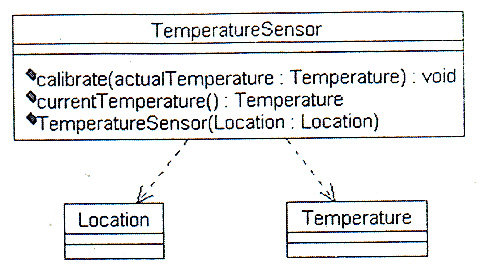 TemperatureSensor
calibrate(actualTemperature : Temperature) : void
currentTemperature() : Temperature
TemperatureSensor(Location : Location)
Location
Temperature